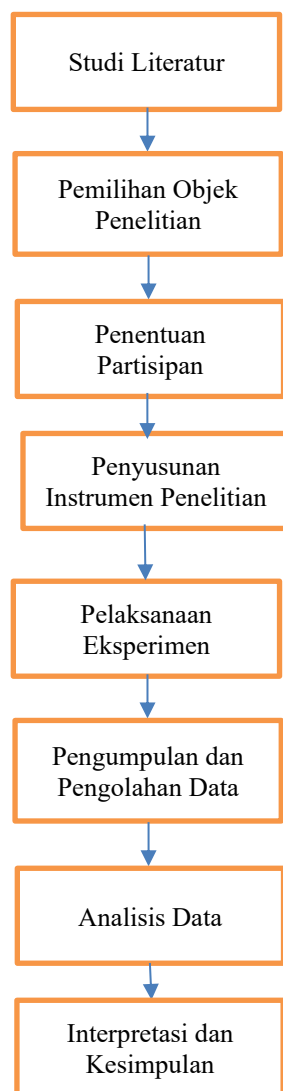 Studi Literatur
Pemilihan Objek
Penelitian
Penentuan
Partisipan
Penyusunan
Instrumen Penelitian
Pelaksanaan
Eksperimen
Pengumpulan dan
Pengolahan Data
Analisis Data
Interpretasi dan
Kesimpulan